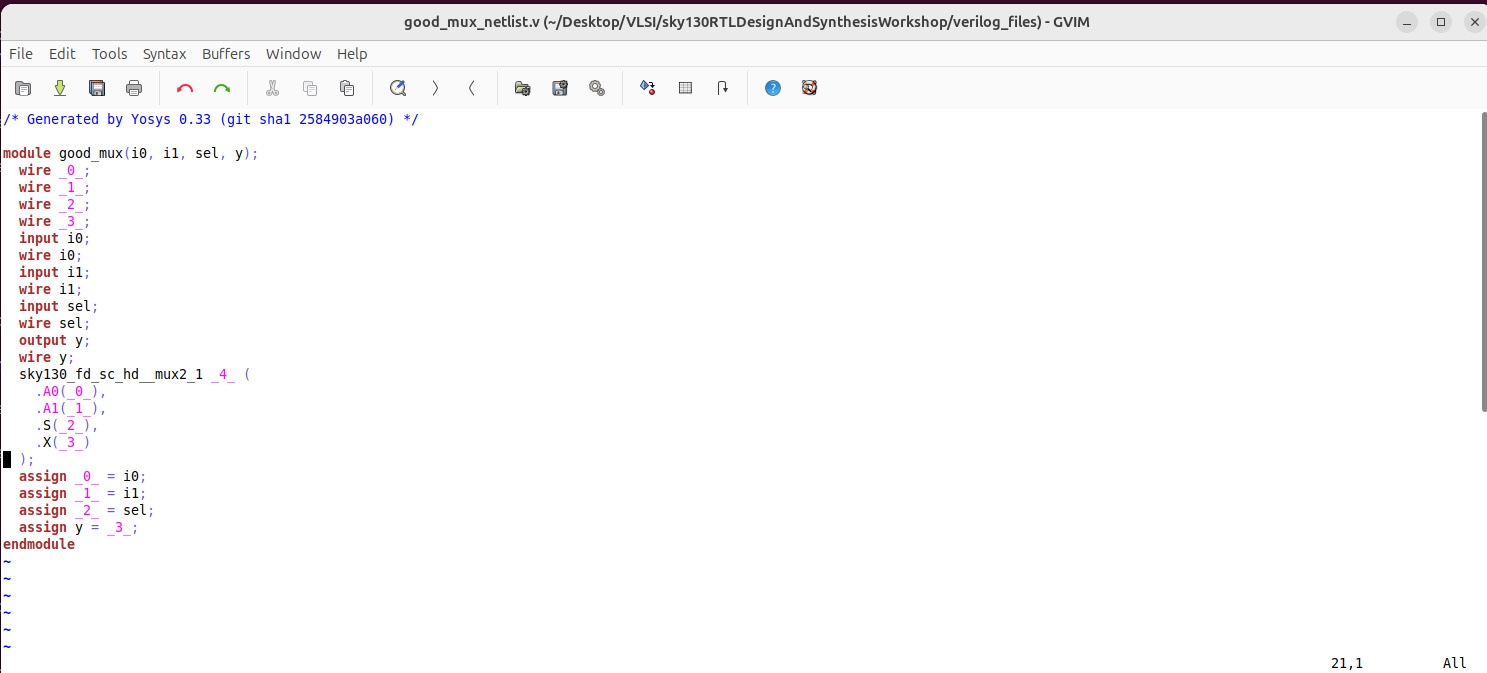 good_mux_netlist.v (~/Desktop/VLSI/sky130RTLDesignAndSynthesisWorkshop/verilog_files) - GVIM
File Edit Tools Syntax Buffers Window Help
/* Generated by Yosys 0.33 (git sha1 2584903a060) */
module good_mux(i0, i1, sel, y);
  wire _0_;
  wire _1_;
  wire _2_;
  wire _3_;
  input i0;
  wire i0;
  input i1;
  wire i1;
  input sel;
  wire sel;
  output y;
  wire y;
  sky130_fd_sc_hd__mux2_1 _4_ (
    .A0(_0_),
    .A1(_1_),
    .S(_2_),
    .X(_3_)
  );
  assign _0_ = i0;
  assign _1_ = i1;
  assign _2_ = sel;
  assign y = _3_;
endmodule
~
~
~
~
~
~
21,1 All